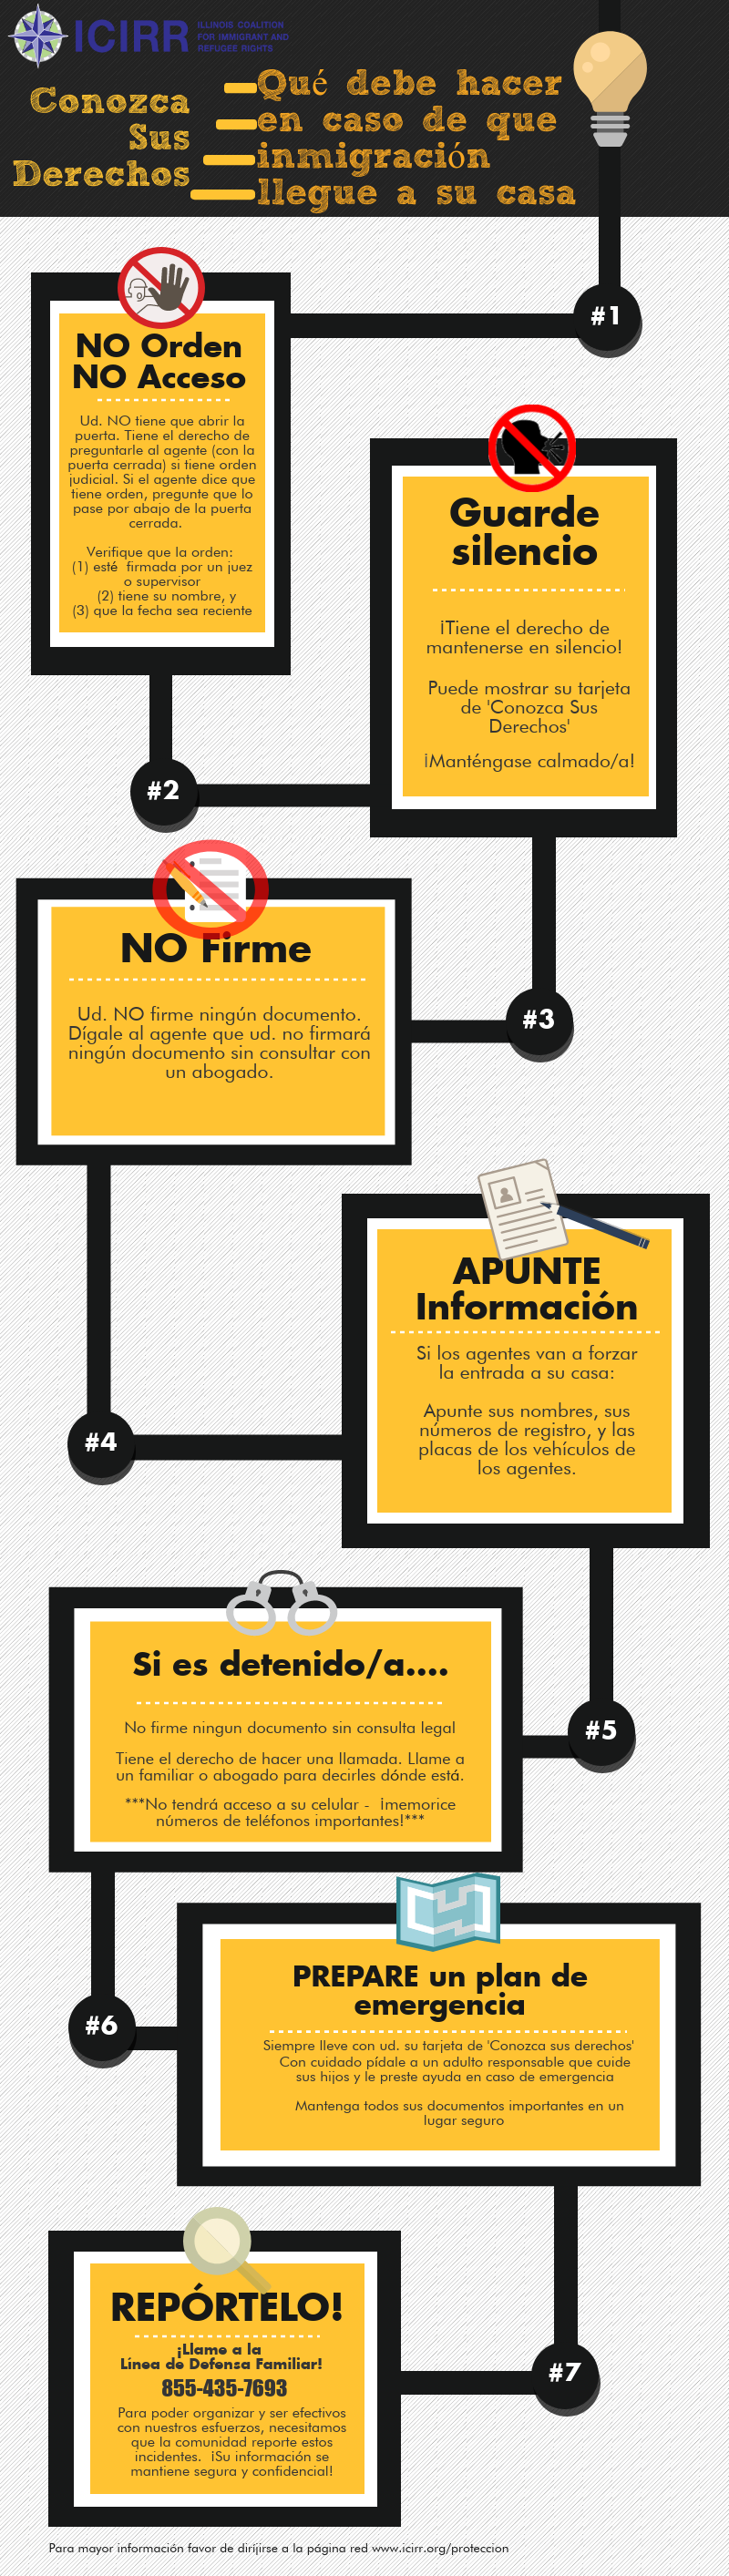 ICIRR
ILLINOIS COALITION
FOR IMMIGRANT AND
REFUGEE RIGHTS
Conozca
Sus
Derechos
Qué debe hacer
en caso de que
inmigración
llegue a su casa
#1
NO Orden
NO Acceso
Ud. NO tiene que abrir la
puerta. Tiene el derecho de
preguntarle al agente (con la
puerta cerrada) si tiene orden
judicial. Si el agente dice que
tiene orden, pregunte que lo
pase por abajo de la puerta
cerrada.
Verifique que la orden:
(1) esté firmada por un juez
o supervisor
(2) tiene su nombre, y
(3) que la fecha sea reciente
#2
Guarde
silencio
¡Tiene el derecho de
mantenerse en silencio!
Puede mostrar su tarjeta
de 'Conozca Sus
Derechos'
¡Manténgase calmado/a!
#3
NO Firme
Ud. NO firme ningún documento.
Dígale al agente que ud. no firmará
ningún documento sin consultar con
un abogado.
#4
APUNTE
Información
Si los agentes van a forzar
la entrada a su casa:
Apunte sus nombres, sus
números de registro, y las
placas de los vehículos de
los agentes.
#5
Si es detenido/a....
No firme ningun documento sin consulta legal
Tiene el derecho de hacer una llamada. Llame a
un familiar o abogado para decirles dónde está.
***No tendrá acceso a su celular - ¡memorice
números de teléfonos importantes!***
#6
PREPARE un plan de
emergencia
Siempre lleve con ud. su tarjeta de 'Conozca sus derechos'
Con cuidado pídale a un adulto responsable que cuide
sus hijos y le preste ayuda en caso de emergencia
Mantenga todos sus documentos importantes en un
lugar seguro
#7
REPÓRTELO!
¡Llame a la
Línea de Defensa Familiar!
855-435-7693
Para poder organizar y ser efectivos
con nuestros esfuerzos, necesitamos
que la comunidad reporte estos
incidentes. ¡Su información se
mantiene segura y confidencial!
Para mayor información favor de diríjirse a la página red www.icirr.org/proteccion